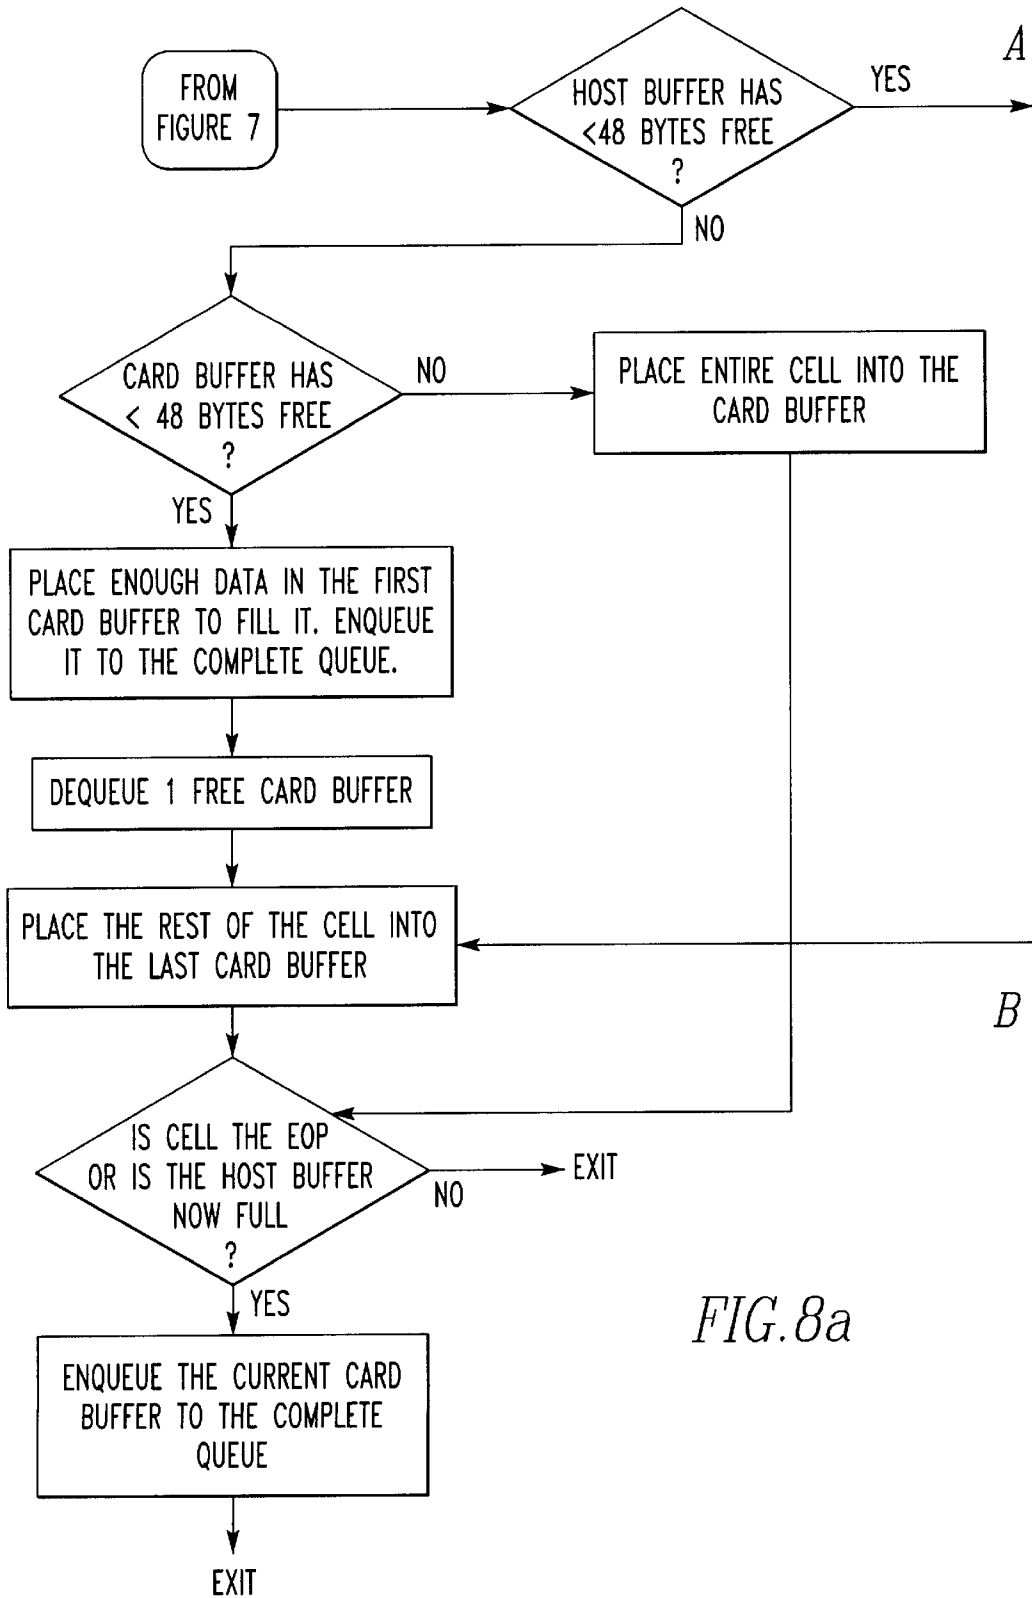 FROM
FIGURE 7
HOST BUFFER HAS
<48 BYTES FREE
?
YES
A
NO
CARD BUFFER HAS
< 48 BYTES FREE
?
NO
PLACE ENTIRE CELL INTO THE
CARD BUFFER
YES
PLACE ENOUGH DATA IN THE FIRST
CARD BUFFER TO FILL IT. ENQUEUE
IT TO THE COMPLETE QUEUE.
DEQUEUE 1 FREE CARD BUFFER
PLACE THE REST OF THE CELL INTO
THE LAST CARD BUFFER
B
IS CELL THE EOP
OR IS THE HOST BUFFER
NOW FULL
?
NO
EXIT
YES
ENQUEUE THE CURRENT CARD
BUFFER TO THE COMPLETE
QUEUE
EXIT
FIG.8a